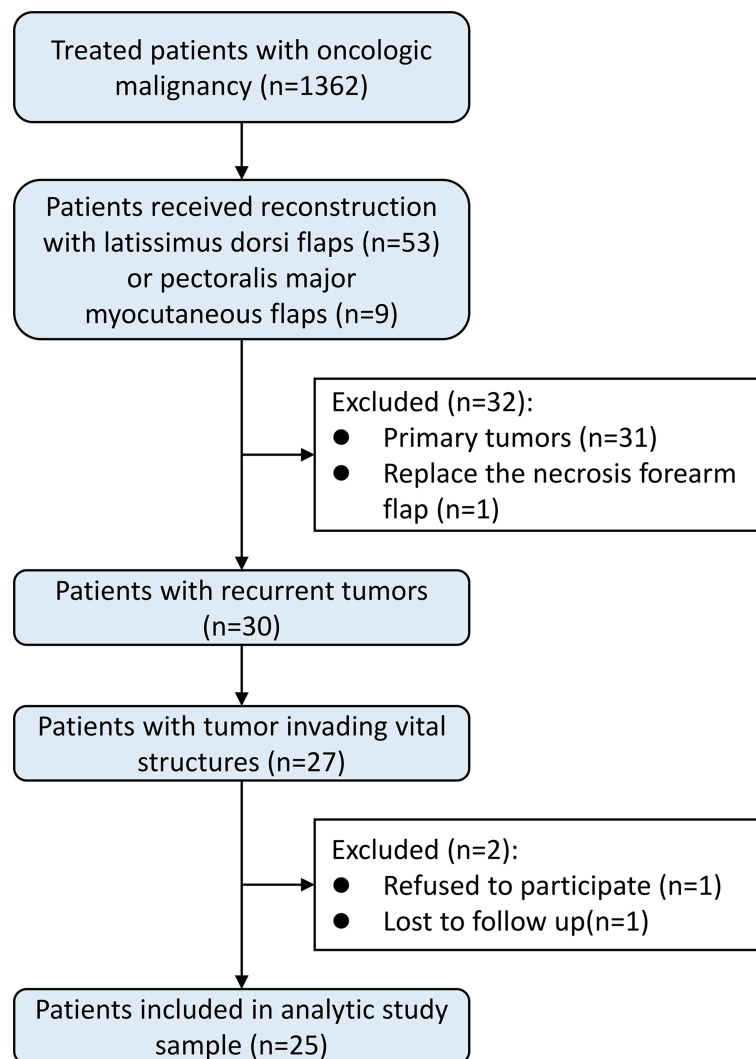 Treated patients with oncologic
malignancy (n=1362)
Patients received reconstruction
with latissimus dorsi flaps (n=53)
or pectoralis major
myocutaneous flaps (n=9)
Excluded (n=32):
● Primary tumors (n=31)
● Replace the necrosis forearm
flap (n=1)
Patients with recurrent tumors
(n=30)
Patients with tumor invading vital
structures (n=27)
Excluded (n=2):
● Refused to participate (n=1)
● Lost to follow up(n=1)
Patients included in analytic study
sample (n=25)